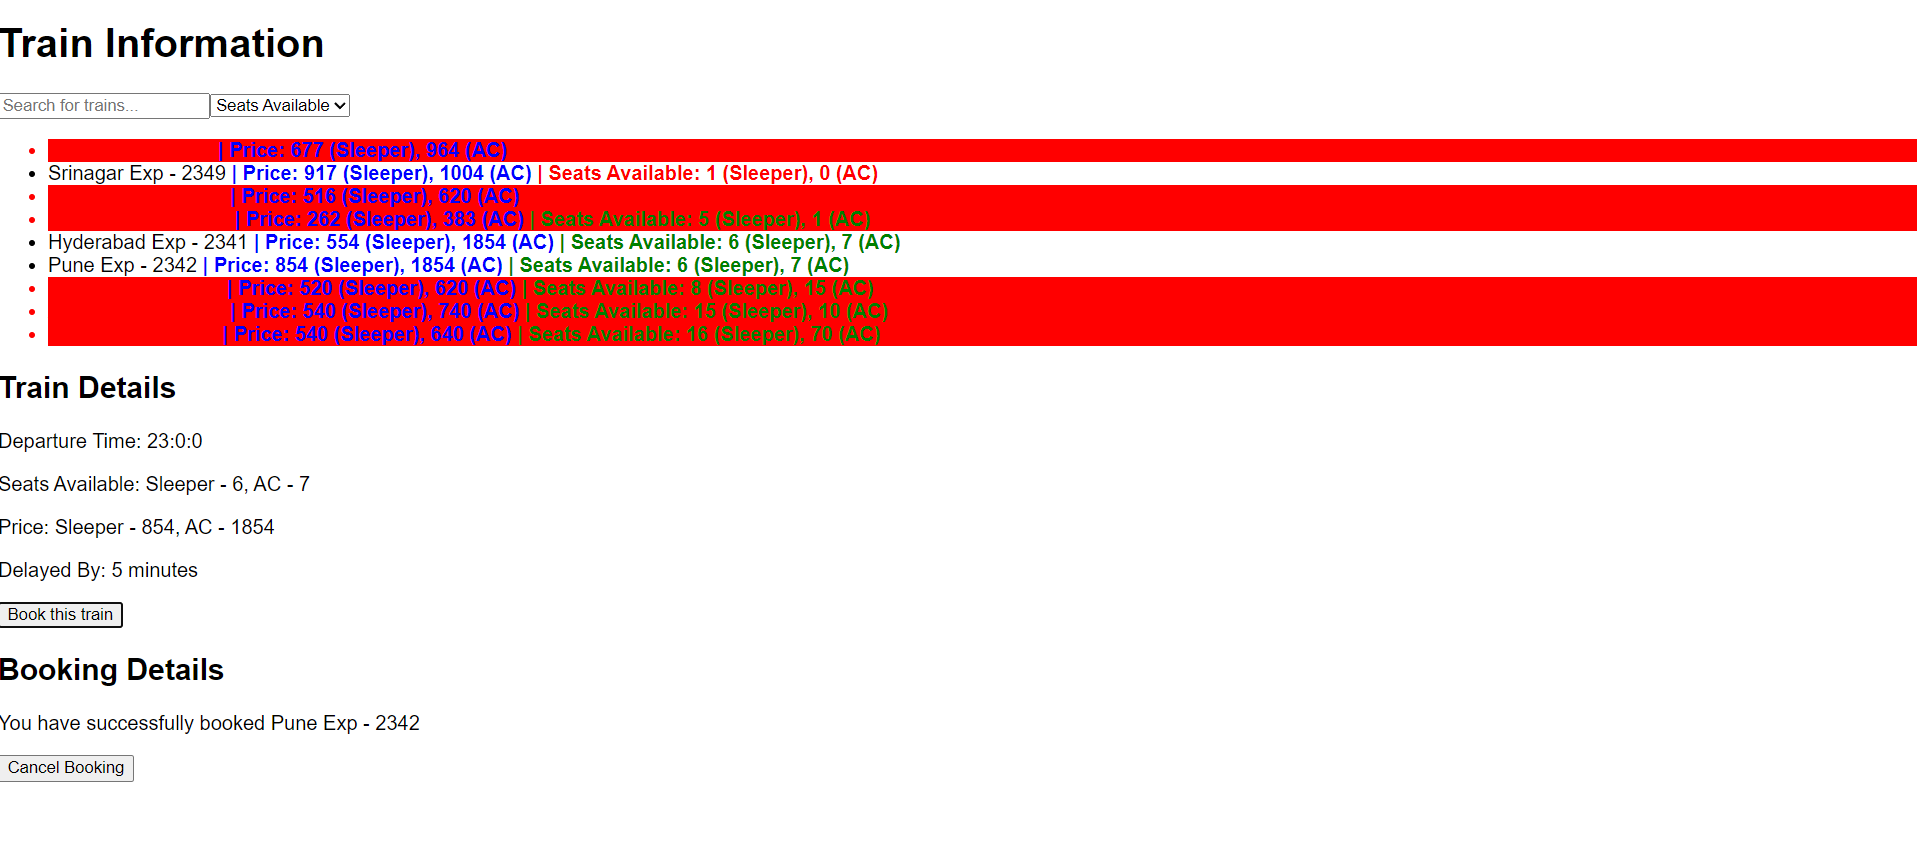 Train Information
Search for trains... Seats Available
| Price: 677 (Sleeper), 964 (AC)
Srinagar Exp - 2349 | Price: 917 (Sleeper), 1004 (AC) | Seats Available: 1 (Sleeper), 0 (AC)
| Price: 516 (Sleeper), 620 (AC)
| Price: 262 (Sleeper), 383 (AC) | Seats Available: 5 (Sleeper), 1 (AC)
Hyderabad Exp - 2341 | Price: 554 (Sleeper), 1854 (AC) | Seats Available: 6 (Sleeper), 7 (AC)
Pune Exp - 2342 | Price: 854 (Sleeper), 1854 (AC) | Seats Available: 6 (Sleeper), 7 (AC)
| Price: 520 (Sleeper), 620 (AC) | Seats Available: 8 (Sleeper), 15 (AC)
| Price: 540 (Sleeper), 740 (AC) | Seats Available: 15 (Sleeper), 10 (AC)
| Price: 540 (Sleeper), 640 (AC) | Seats Available: 16 (Sleeper), 70 (AC)
Train Details
Departure Time: 23:0:0
Seats Available: Sleeper - 6, AC - 7
Price: Sleeper - 854, AC - 1854
Delayed By: 5 minutes
Book this train
Booking Details
You have successfully booked Pune Exp - 2342
Cancel Booking